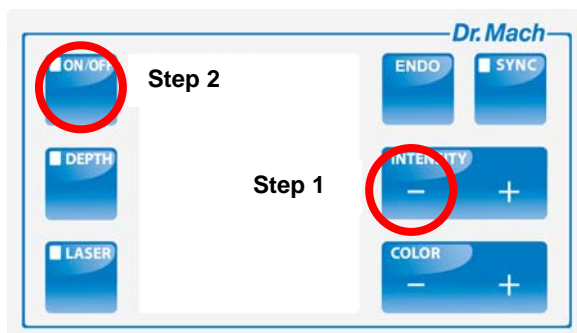 Dr. Mach
ON/OFF
Step 2
ENDO
SYNC
DEPTH
Step 1
INTENSITY
− +
LASER
COLOR
− +